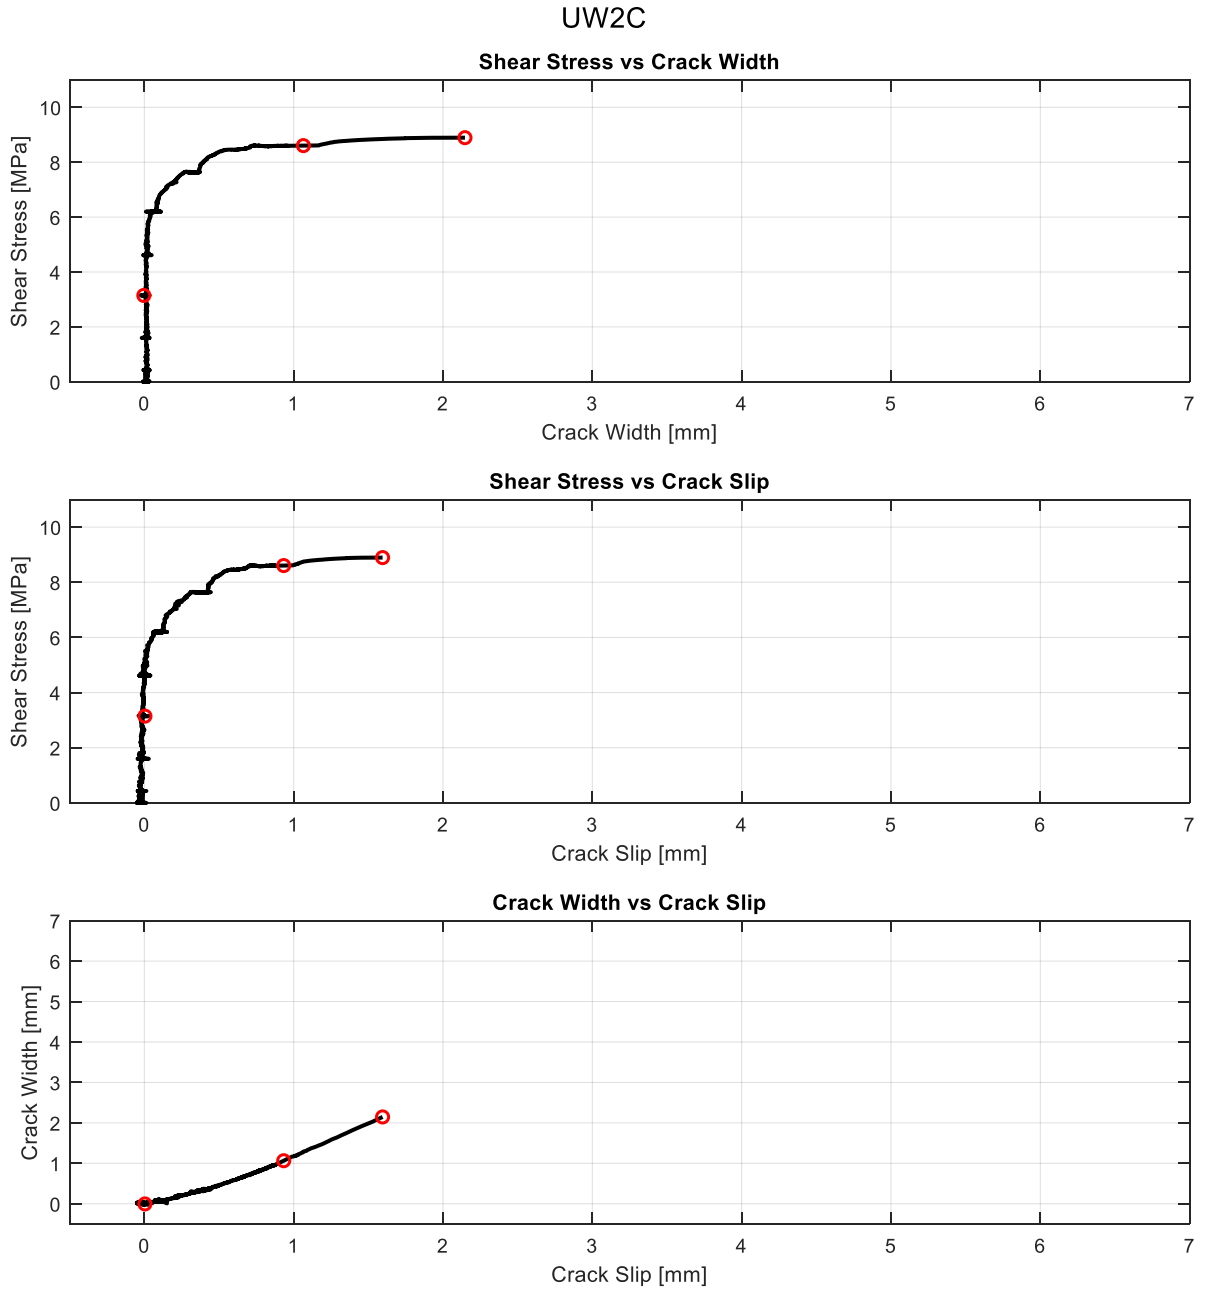 UW2C
Shear Stress vs Crack Width
Shear Stress [MPa]
10
8
6
4
2
0
0 1 2 3 4 5 6 7
Crack Width [mm]
Shear Stress vs Crack Slip
Shear Stress [MPa]
10
8
6
4
2
0
0 1 2 3 4 5 6 7
Crack Slip [mm]
Crack Width vs Crack Slip
Crack Width [mm]
7
6
5
4
3
2
1
0
0 1 2 3 4 5 6 7
Crack Slip [mm]